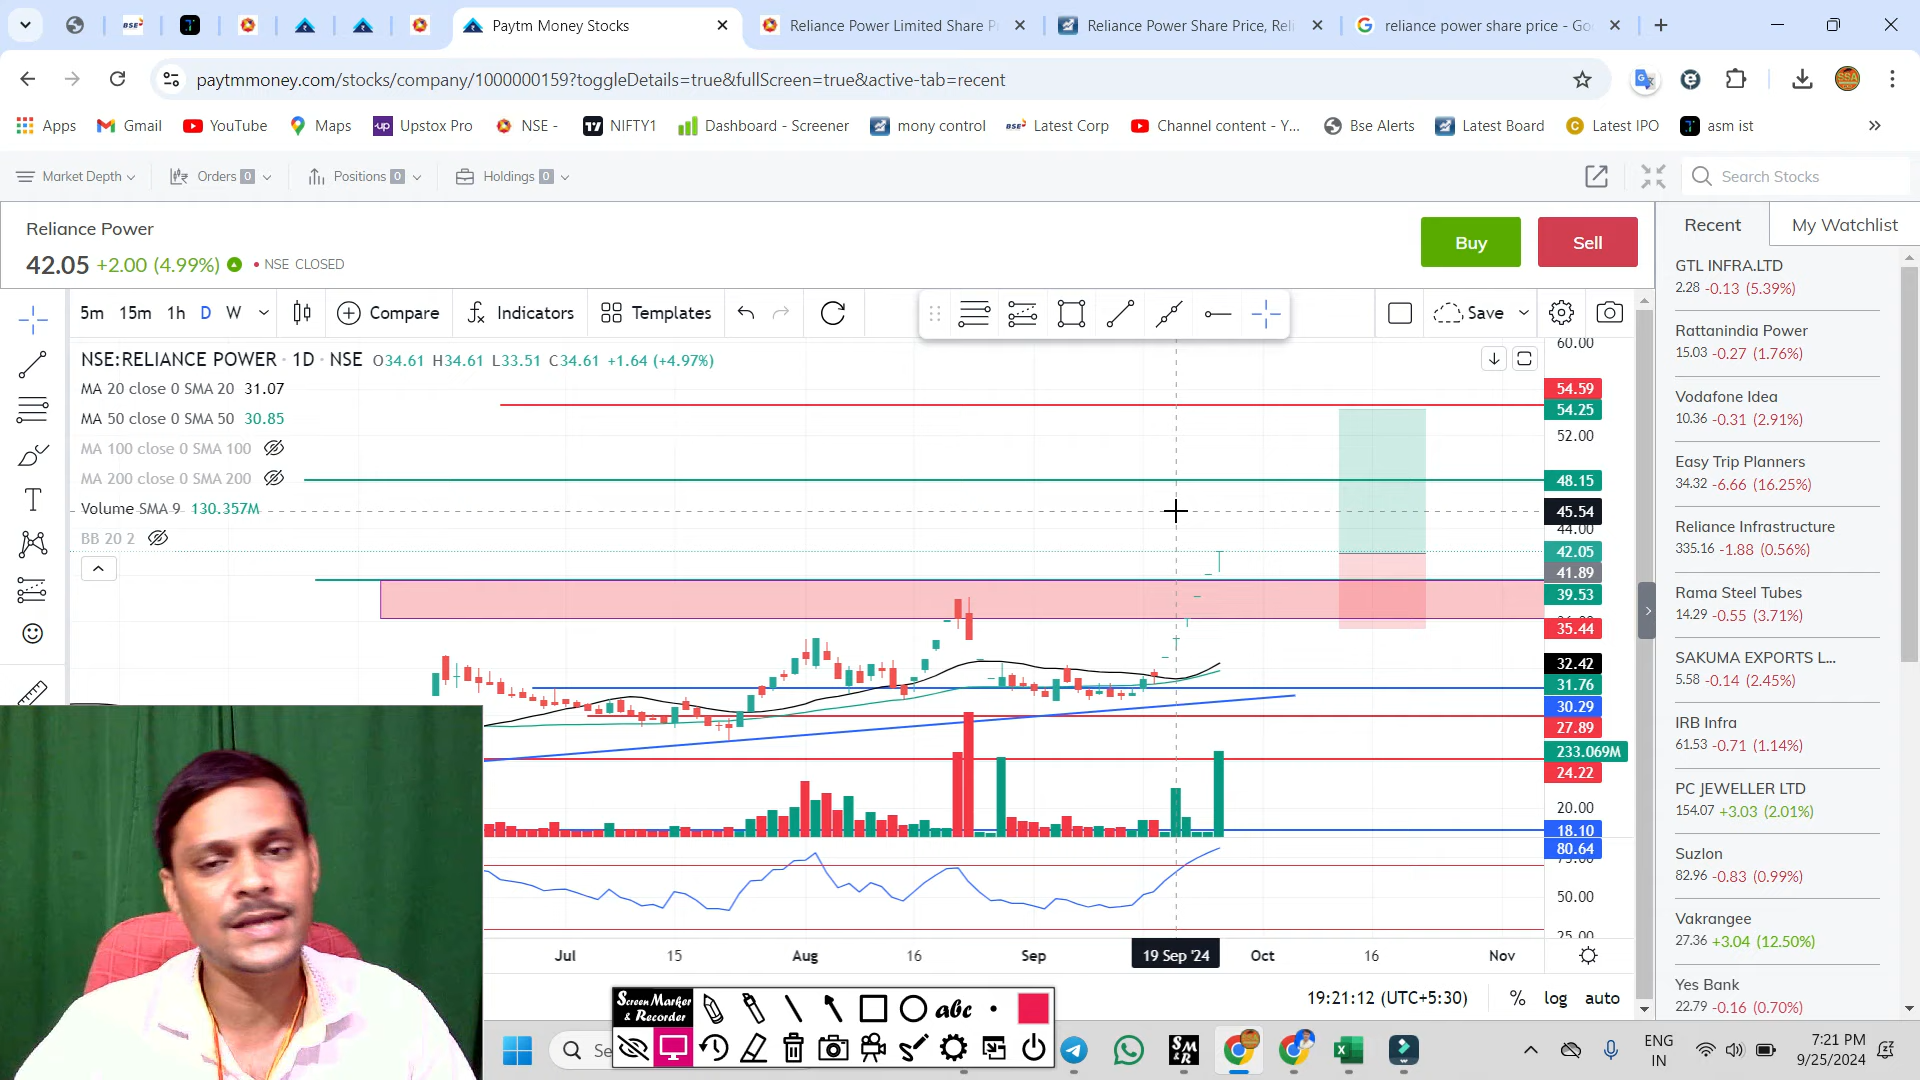 BSE
Paytm Money Stocks
Reliance Power Limited Share P
Reliance Power Share Price, Reli
reliance power share price - Go
paytmmoney.com/stocks/company/1000000159?toggleDetails=true&fullScreen=true&active-tab=recent
SSA
Apps
Gmail
YouTube
Maps
up Upstox Pro
NSE -
NIFTY1
Dashboard - Screener
mony control
BSE Latest Corp
Channel content - Y...
Bse Alerts
Latest Board
Latest IPO
asm ist
Market Depth
Orders 0
Positions 0
Holdings 0
Search Stocks
Reliance Power
42.05 +2.00 (4.99%) NSE CLOSED
Buy
Sell
Recent
My Watchlist
5m 15m 1h D W
Compare
Indicators
Templates
Save
NSE:RELIANCE POWER · 1D · NSE O34.61 H34.61 L33.51 C34.61 +1.64 (+4.97%)
MA 20 close 0 SMA 20 31.07
MA 50 close 0 SMA 50 30.85
MA 100 close 0 SMA 100
MA 200 close 0 SMA 200
Volume SMA 9 130.357M
BB 20 2
60.00
54.59
54.25
52.00
48.15
45.54
44.00
42.05
41.89
39.53
35.44
32.42
31.76
30.29
27.89
233.069M
24.22
20.00
18.10
80.64
75.00
50.00
25.00
Jul 15 Aug 16 Sep 19 Sep '24 Oct 16 Nov
19:21:12 (UTC+5:30) % log auto
GTL INFRA.LTD
2.28 -0.13 (5.39%)
Rattanindia Power
15.03 -0.27 (1.76%)
Vodafone Idea
10.36 -0.31 (2.91%)
Easy Trip Planners
34.32 -6.66 (16.25%)
Reliance Infrastructure
335.16 -1.88 (0.56%)
Rama Steel Tubes
14.29 -0.55 (3.71%)
SAKUMA EXPORTS L...
5.58 -0.14 (2.45%)
IRB Infra
61.53 -0.71 (1.14%)
PC JEWELLER LTD
154.07 +3.03 (2.01%)
Suzlon
82.96 -0.83 (0.99%)
Vakrangee
27.36 +3.04 (12.50%)
Yes Bank
22.79 -0.16 (0.70%)
Screen Marker
& Recorder
abc
Se
SM
&R
ENG
IN
7:21 PM
9/25/2024